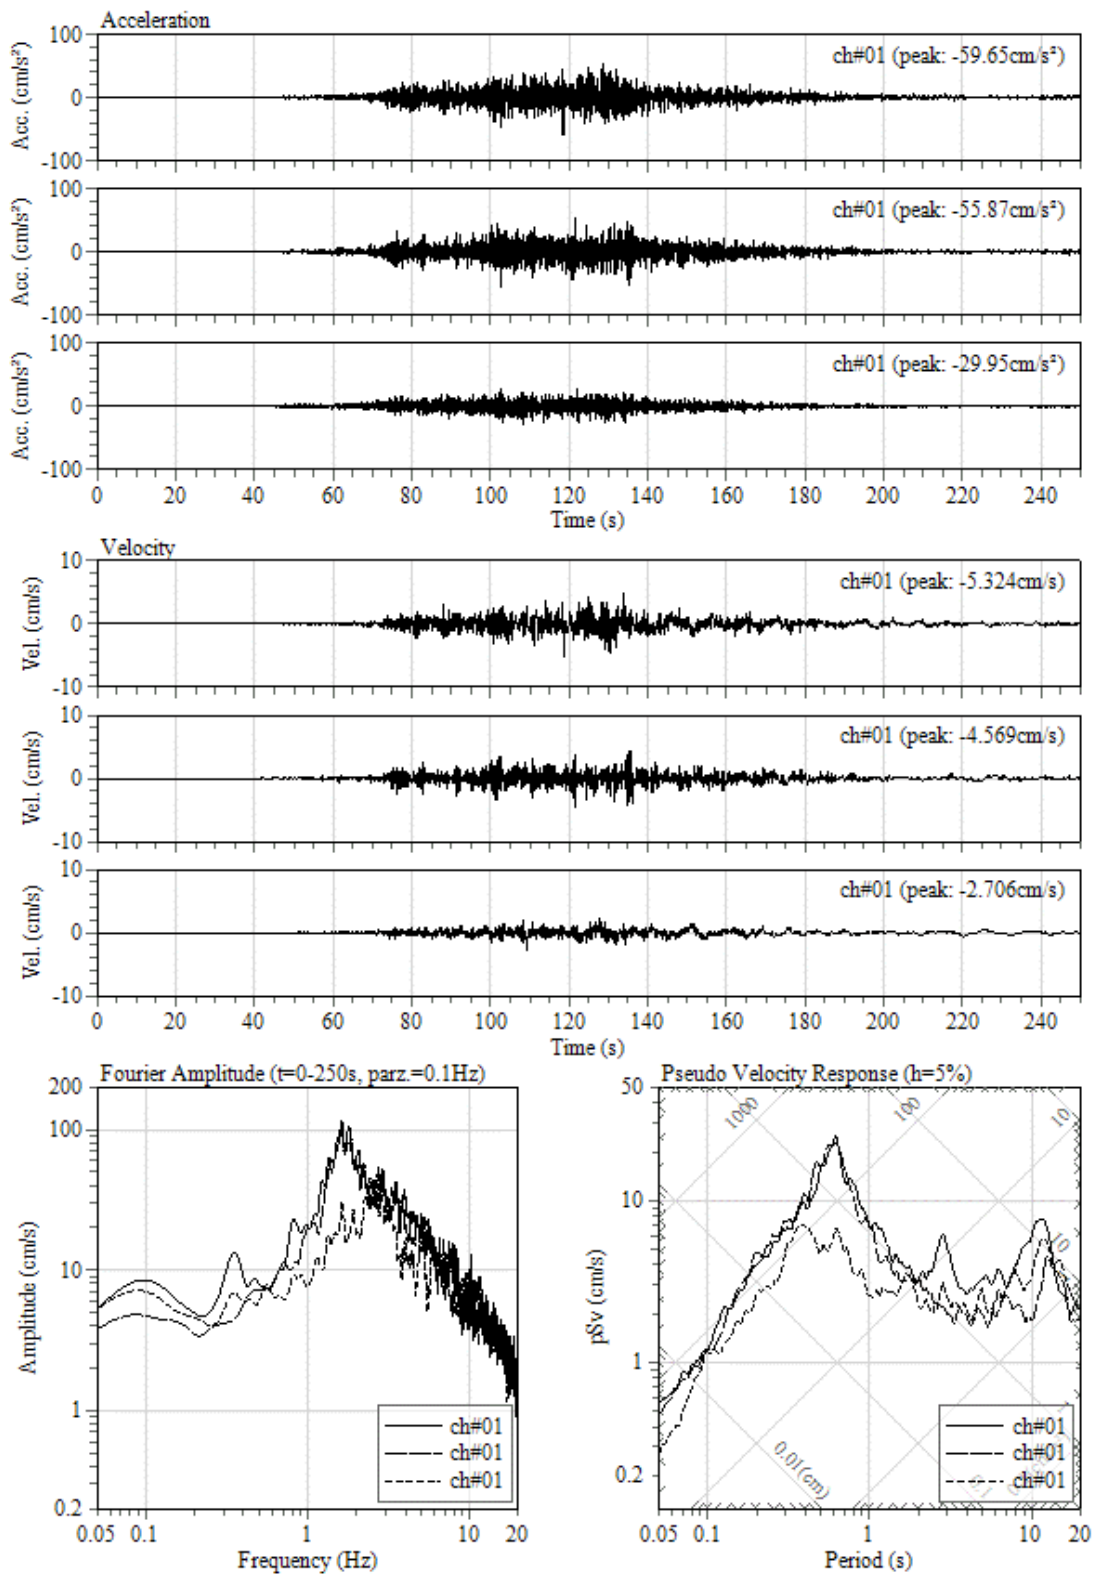 Acceleration
100
0
-100
Acc. (cm/s²)
ch#01 (peak: -59.65cm/s²)
100
0
-100
Acc. (cm/s²)
ch#01 (peak: -55.87cm/s²)
100
0
-100
Acc. (cm/s²)
ch#01 (peak: -29.95cm/s²)
0 20 40 60 80 100 120 140 160 180 200 220 240
Time (s)
Velocity
10
0
-10
Vel. (cm/s)
ch#01 (peak: -5.324cm/s)
10
0
-10
Vel. (cm/s)
ch#01 (peak: -4.569cm/s)
10
0
-10
Vel. (cm/s)
ch#01 (peak: -2.706cm/s)
0 20 40 60 80 100 120 140 160 180 200 220 240
Time (s)
Fourier Amplitude (t=0-250s, parz.=0.1Hz)
200
100
10
1
0.2
Amplitude (cm/s)
ch#01
ch#01
ch#01
0.05 0.1 1 10 20
Frequency (Hz)
Pseudo Velocity Response (h=5%)
50
10
1
0.2
pSv (cm/s)
1000
100
10
10
0.01(cm)
0.1
ch#01
ch#01
ch#01
0.05 0.1 1 10 20
Period (s)